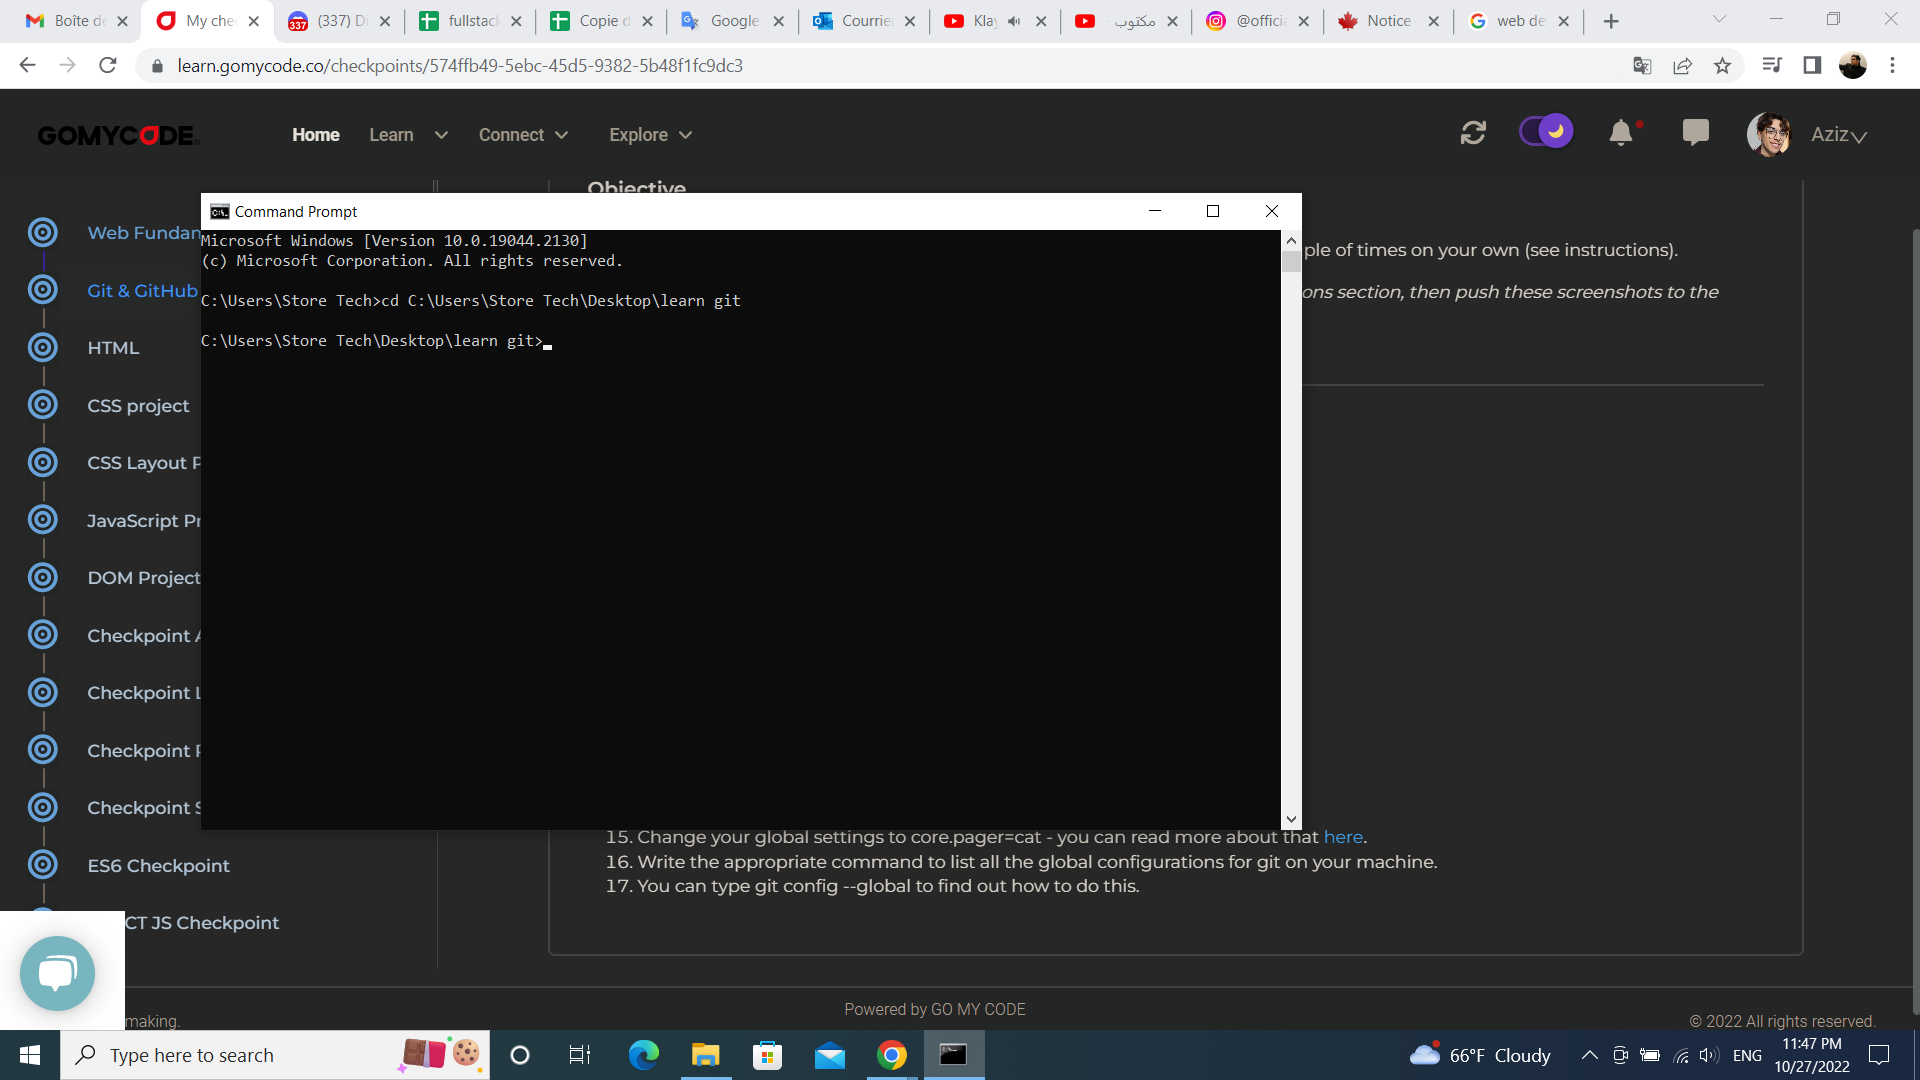 Boîte de
My che
(337) Di
fullstac
Copie d
Google
Courrie
Klay
مكتوب -
@officia
Notice
web de
learn.gomycode.co/checkpoints/574ffb49-5ebc-45d5-9382-5b48f1fc9dc3
GOMYCODE
Home
Learn
Connect
Explore
Aziz
Objective
Web Fundam
Git & GitHub
HTML
CSS project
CSS Layout P
JavaScript Pr
DOM Project
Checkpoint A
Checkpoint L
Checkpoint
Checkpoint S
ES6 Checkpoint
CT JS Checkpoint
Command Prompt
Microsoft Windows [Version 10.0.19044.2130]
(c) Microsoft Corporation. All rights reserved.
C:\Users\Store Tech>cd C:\Users\Store Tech\Desktop\learn git
C:\Users\Store Tech\Desktop\learn git>
ple of times on your own (see instructions).
ons section, then push these screenshots to the
15. Change your global settings to core.pager=cat - you can read more about that here.
16. Write the appropriate command to list all the global configurations for git on your machine.
17. You can type git config --global to find out how to do this.
making.
Powered by GO MY CODE
© 2022 All rights reserved.
Type here to search
66°F Cloudy
ENG
11:47 PM
10/27/2022